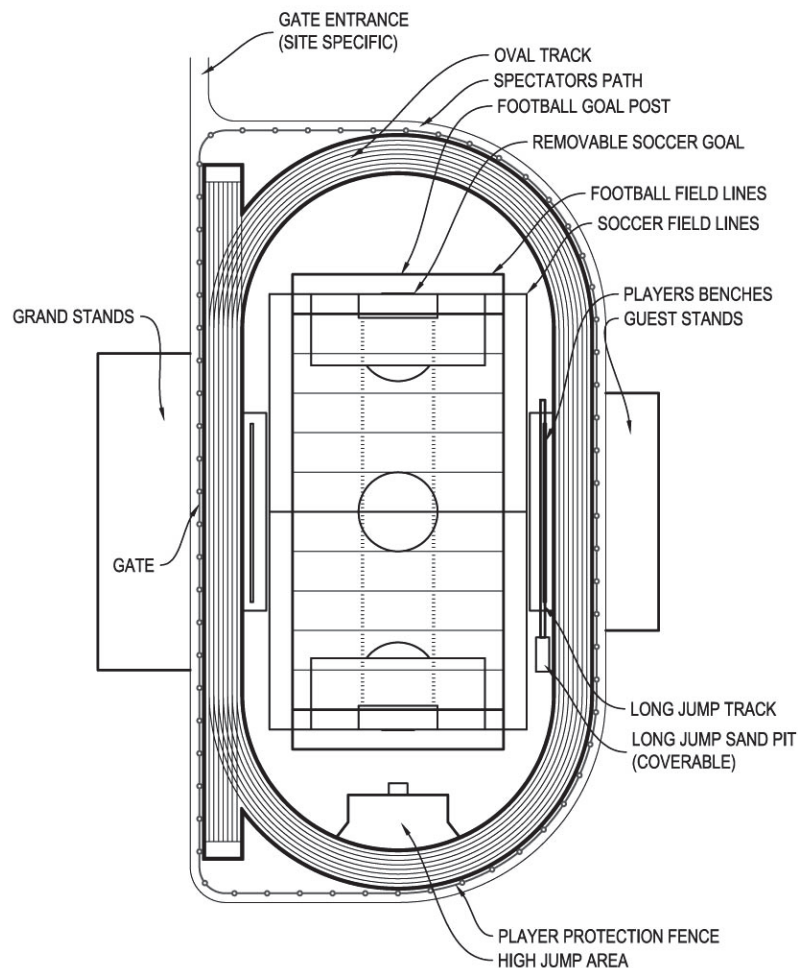 GATE ENTRANCE
(SITE SPECIFIC)
OVAL TRACK
SPECTATORS PATH
FOOTBALL GOAL POST
REMOVABLE SOCCER GOAL
FOOTBALL FIELD LINES
SOCCER FIELD LINES
PLAYERS BENCHES
GUEST STANDS
GRAND STANDS
GATE
LONG JUMP TRACK
LONG JUMP SAND PIT
(COVERABLE)
PLAYER PROTECTION FENCE
HIGH JUMP AREA